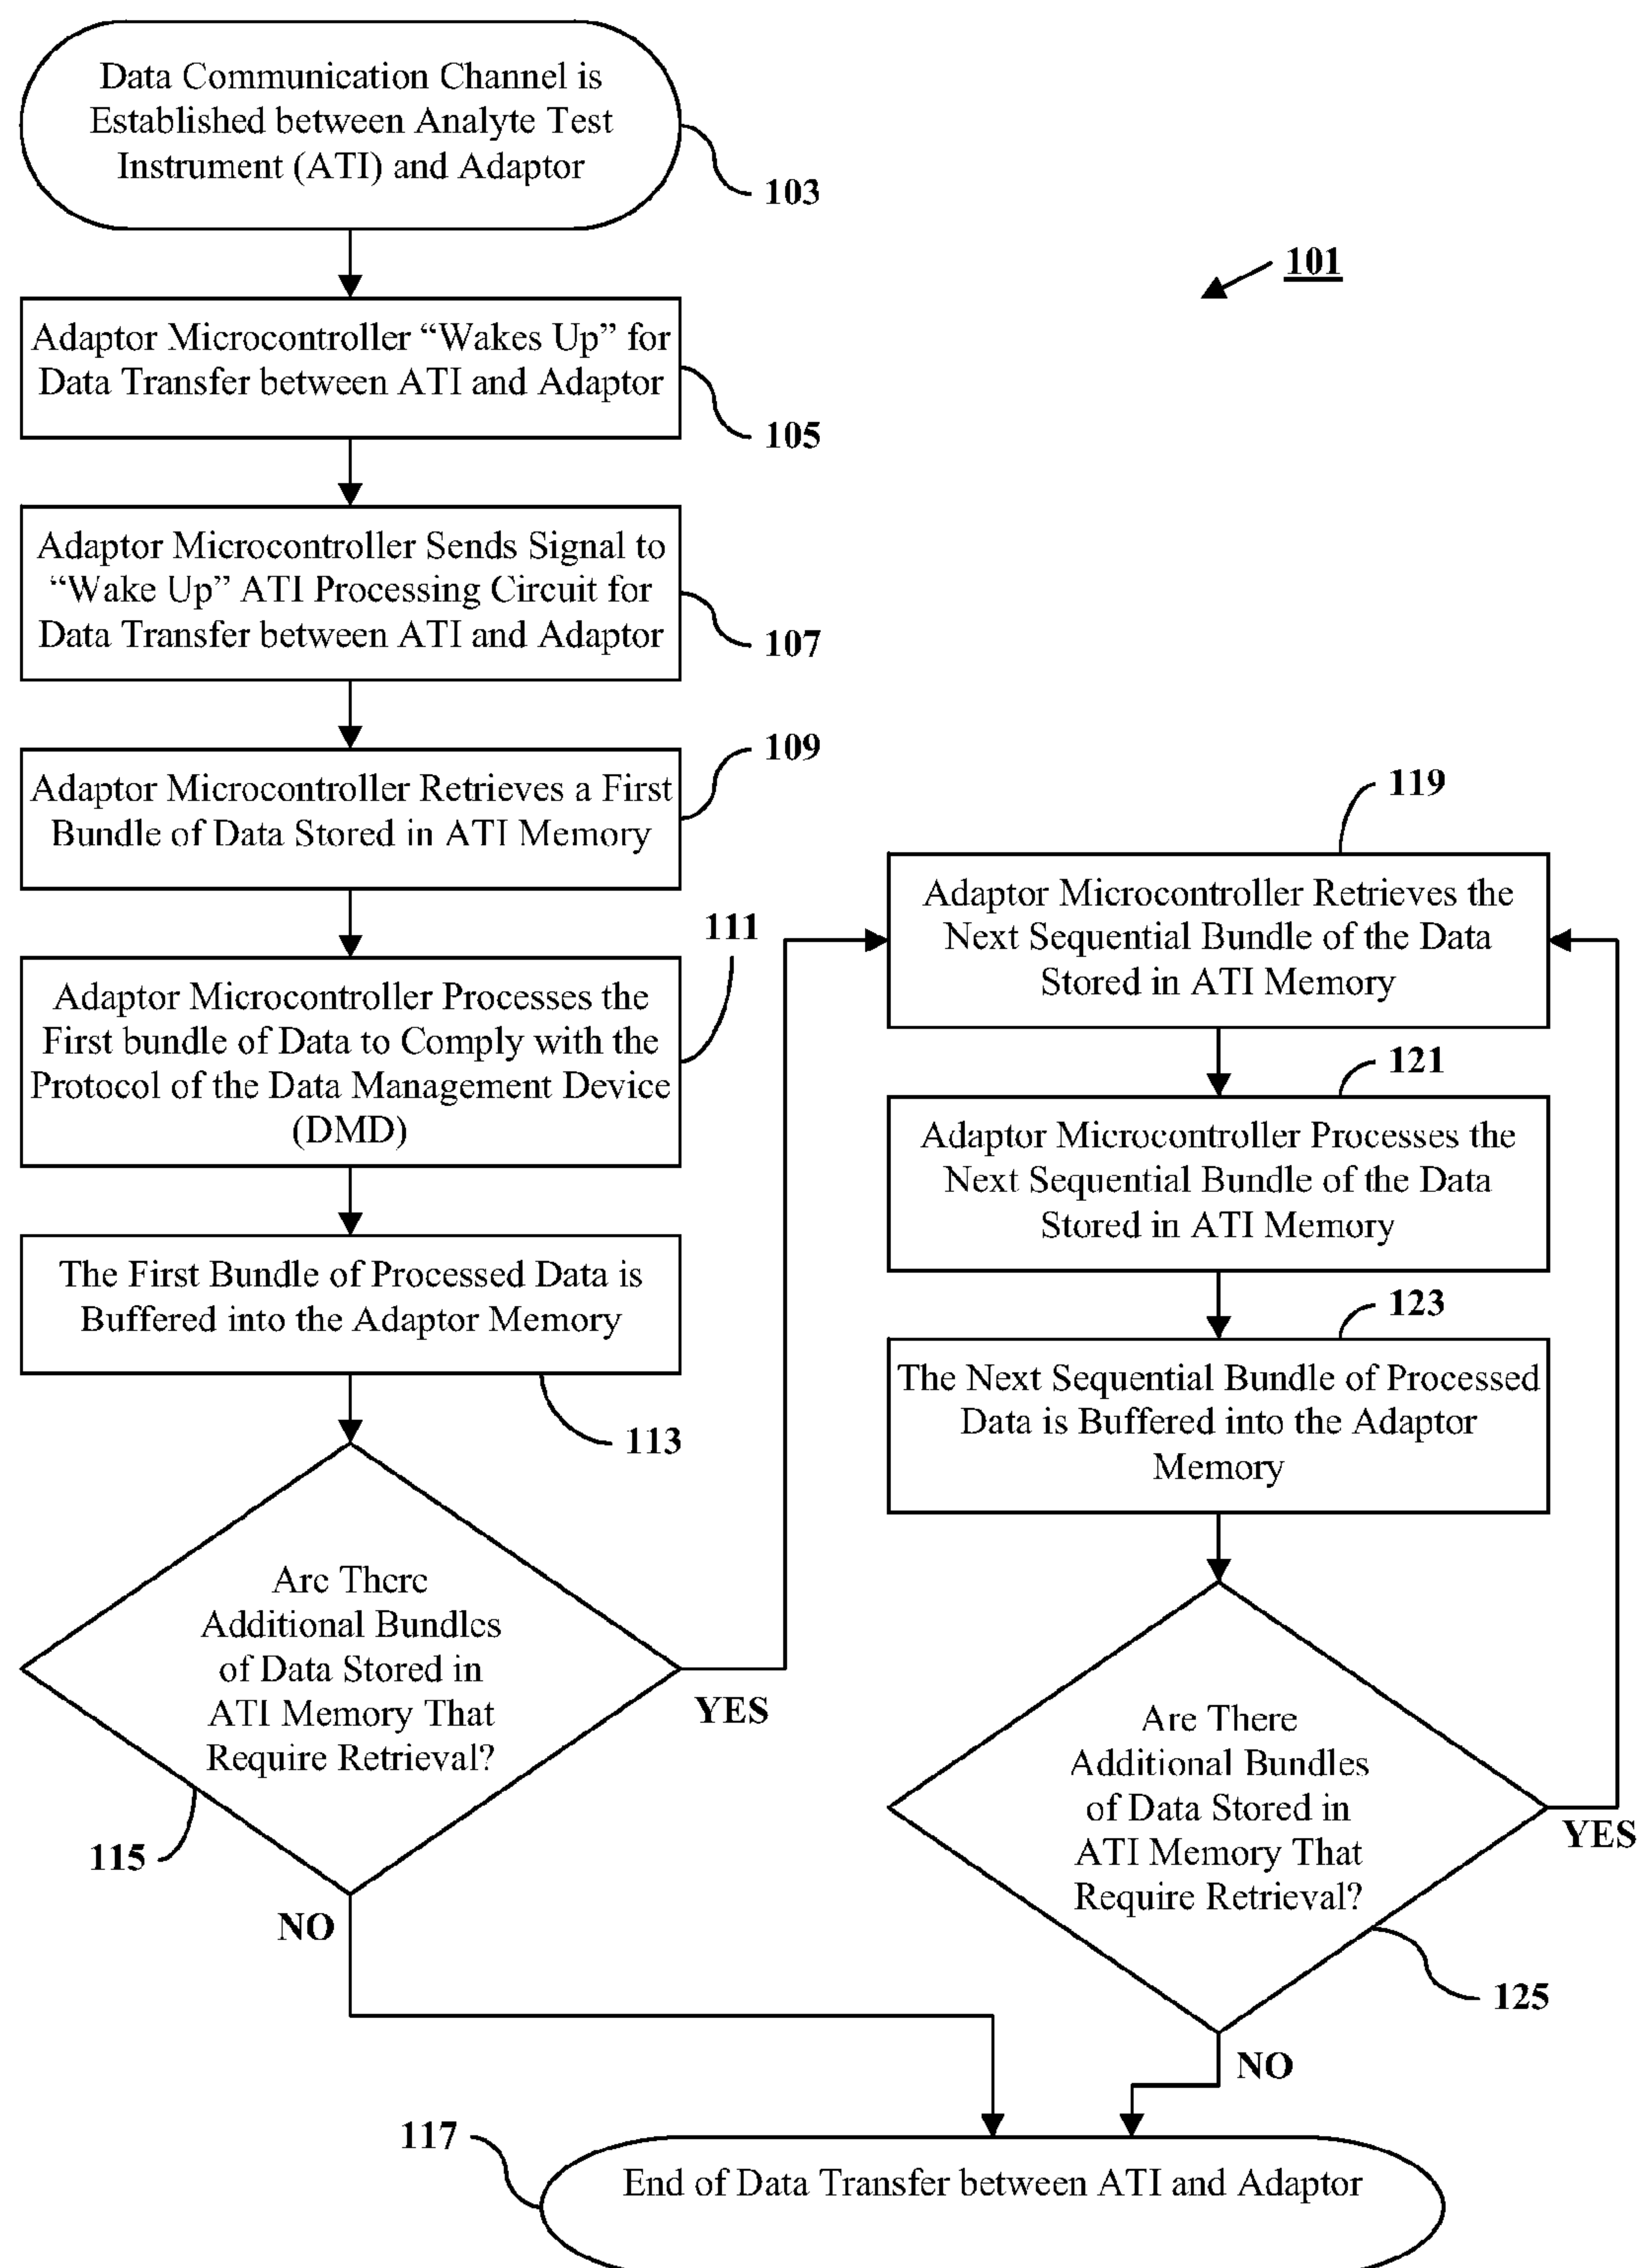 Data Communication Channel is
Established between Analyte Test
Instrument (ATI) and Adaptor
103
101
Adaptor Microcontroller “Wakes Up” for
Data Transfer between ATI and Adaptor
105
Adaptor Microcontroller Sends Signal to
“Wake Up” ATI Processing Circuit for
Data Transfer between ATI and Adaptor
107
109
Adaptor Microcontroller Retrieves a First
Bundle of Data Stored in ATI Memory
111
Adaptor Microcontroller Processes the
First bundle of Data to Comply with the
Protocol of the Data Management Device
(DMD)
The First Bundle of Processed Data is
Buffered into the Adaptor Memory
113
Are There
Additional Bundles
of Data Stored in
ATI Memory That
Require Retrieval?
YES
115
NO
119
Adaptor Microcontroller Retrieves the
Next Sequential Bundle of the Data
Stored in ATI Memory
121
Adaptor Microcontroller Processes the
Next Sequential Bundle of the Data
Stored in ATI Memory
123
The Next Sequential Bundle of Processed
Data is Buffered into the Adaptor
Memory
Are There
Additional Bundles
of Data Stored in
ATI Memory That
Require Retrieval?
YES
125
NO
117
End of Data Transfer between ATI and Adaptor